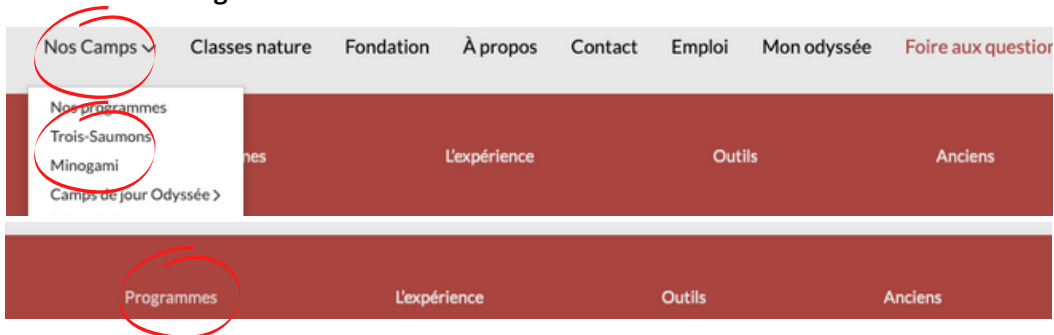 Nos Camps Classes nature Fondation À propos Contact Emploi Mon odyssée Foire aux question
Nos programmes
Trois-Saumons
Minogami
Camps de jour Odyssée >
L'expérience Outils Anciens
Programmes L'expérience Outils Anciens